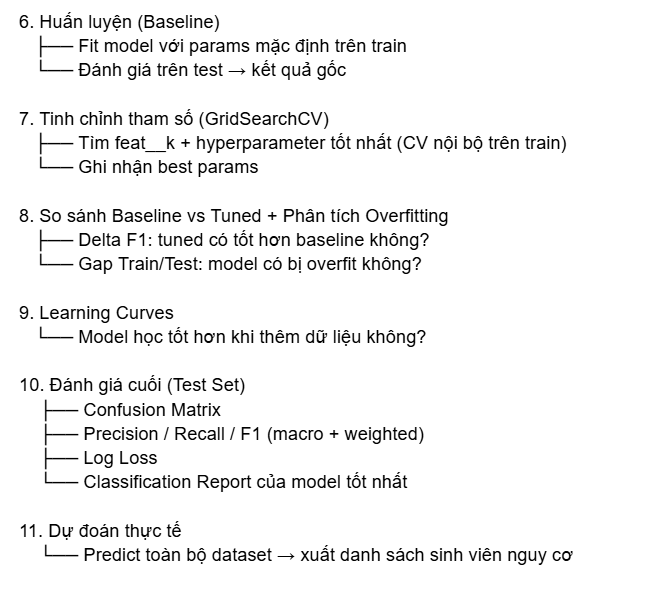 6. Huấn luyện (Baseline)
├── Fit model với params mặc định trên train
└── Đánh giá trên test → kết quả gốc
7. Tinh chỉnh tham số (GridSearchCV)
├── Tìm feat__k + hyperparameter tốt nhất (CV nội bộ trên train)
└── Ghi nhận best params
8. So sánh Baseline vs Tuned + Phân tích Overfitting
├── Delta F1: tuned có tốt hơn baseline không?
└── Gap Train/Test: model có bị overfit không?
9. Learning Curves
└── Model học tốt hơn khi thêm dữ liệu không?
10. Đánh giá cuối (Test Set)
├── Confusion Matrix
├── Precision / Recall / F1 (macro + weighted)
├── Log Loss
└── Classification Report của model tốt nhất
11. Dự đoán thực tế
└── Predict toàn bộ dataset → xuất danh sách sinh viên nguy cơ